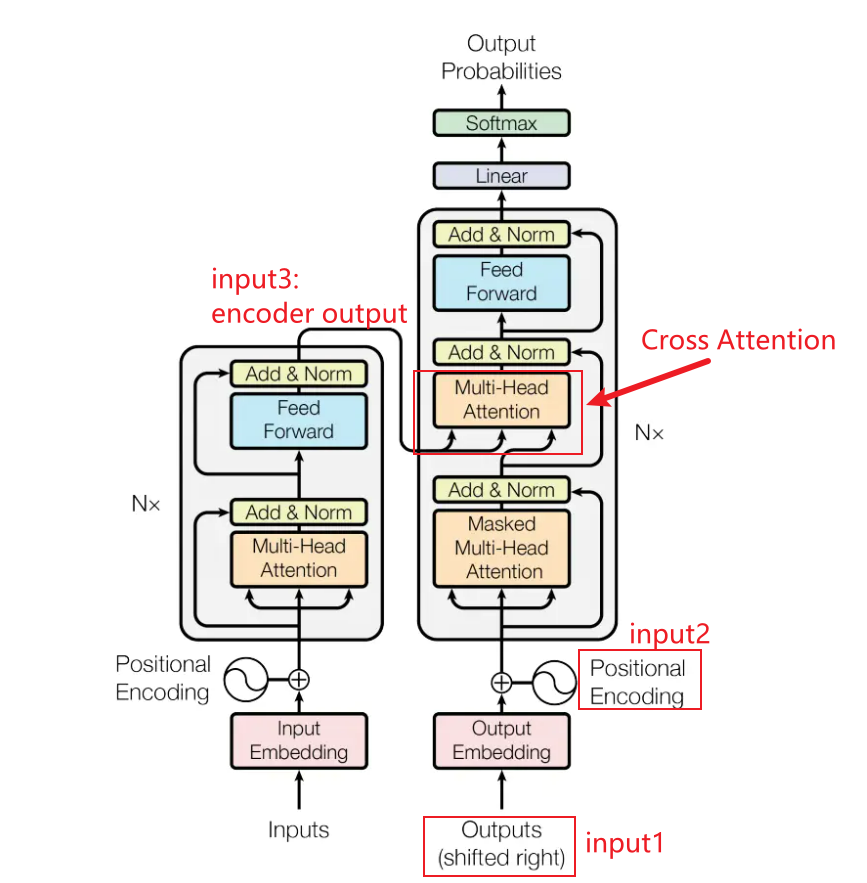 Output
Probabilities
Softmax
Linear
Add & Norm
Feed
Forward
input3:
encoder output
Add & Norm
Cross Attention
Multi-Head
Attention
Add & Norm
Feed
Forward
N×
Add & Norm
Masked
Multi-Head
Attention
N×
Add & Norm
Multi-Head
Attention
input2
Positional
Encoding
Positional
Encoding
Input
Embedding
Output
Embedding
Inputs
Outputs
(shifted right)
input1